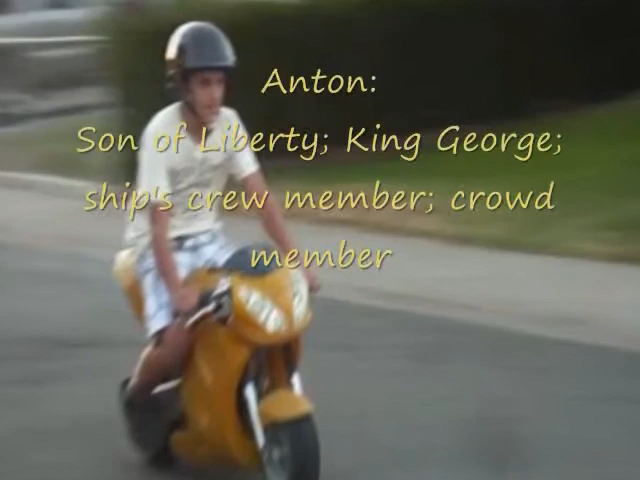 Anton:
Son of Liberty; King George;
ship's crew member; crowd
member